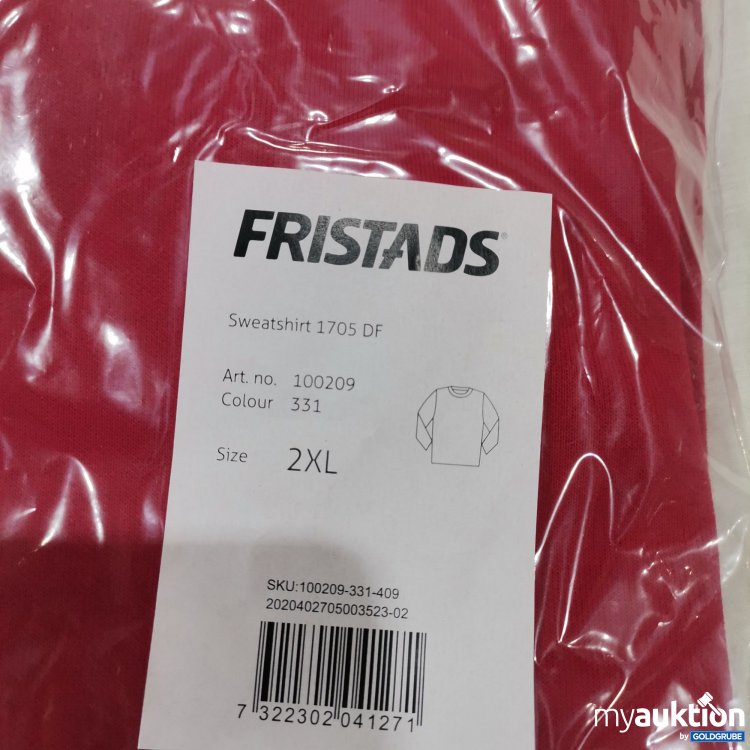 FRISTADS®
Sweatshirt 1705 DF
Art. no. 100209
Colour 331
Size 2XL
SKU:100209-331-409
2020402705003523-02
7 322302 041271
myauktion
by GOLDGRUBE